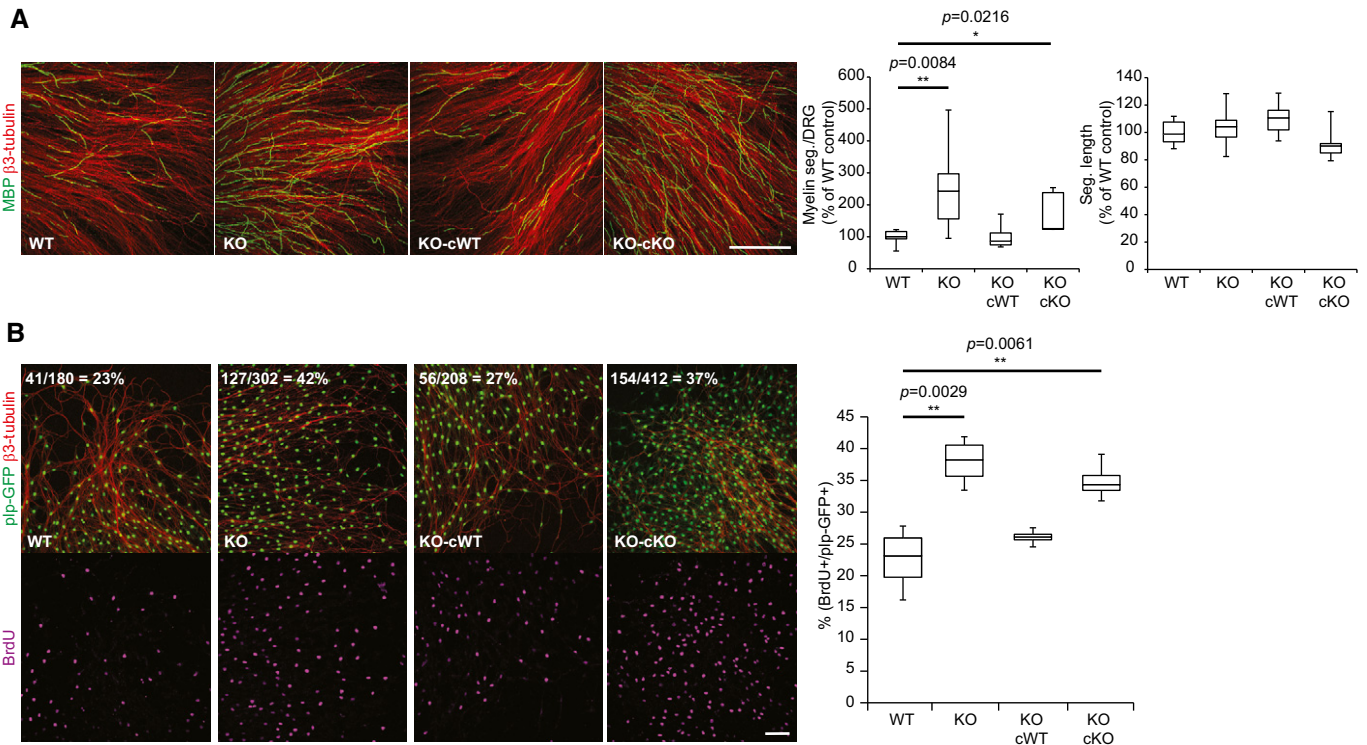 A
MBP β3-tubulin
WT
KO
KO-cWT
KO-cKO
p=0.0216
*
p=0.0084
**
Myelin seg./DRG
(% of WT control)
600
500
400
300
200
100
0
WT
KO
KO
cWT
KO
cKO
Seg. length
(% of WT control)
140
120
100
80
60
40
20
0
WT
KO
KO
cWT
KO
cKO
B
plp-GFP β3-tubulin
41/180 = 23%
WT
127/302 = 42%
KO
56/208 = 27%
KO-cWT
154/412 = 37%
KO-cKO
BrdU
p=0.0061
**
p=0.0029
**
% (BrdU+/plp-GFP+)
45
40
35
30
25
20
15
10
5
0
WT
KO
KO
cWT
KO
cKO